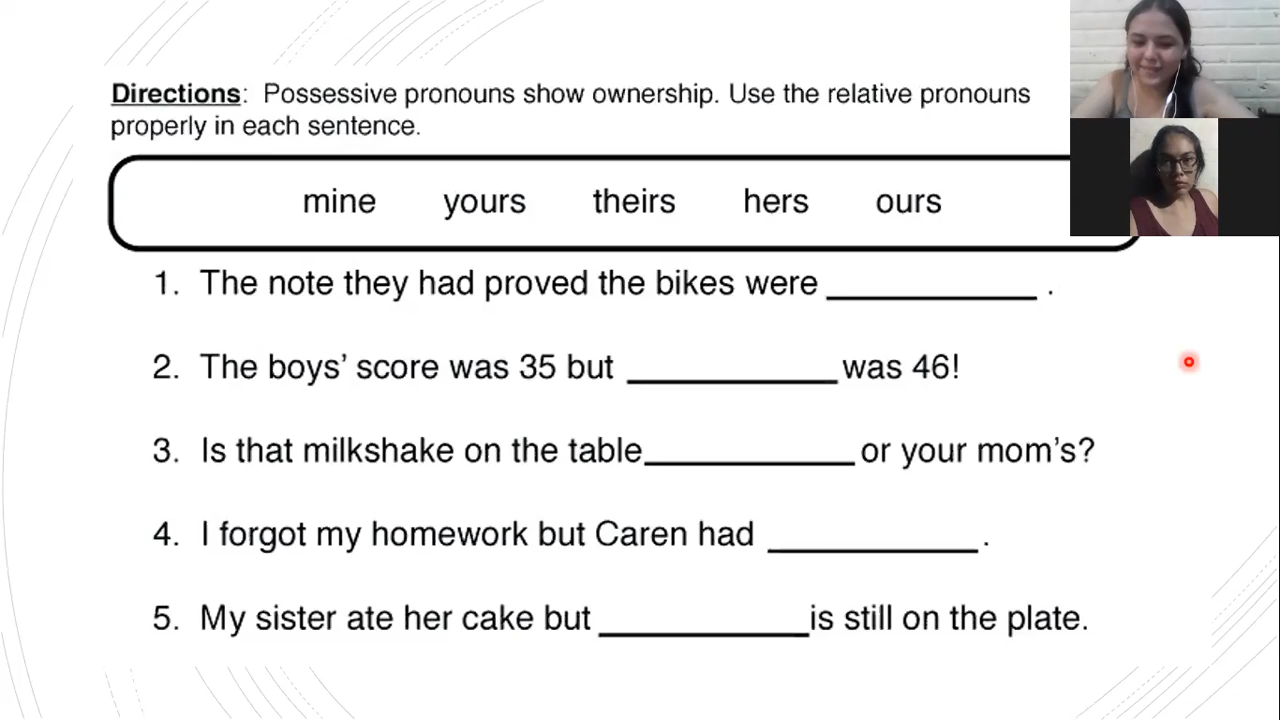 Directions:  Possessive pronouns show ownership. Use the relative pronouns
properly in each sentence.
mine yours theirs hers ours
1. The note they had proved the bikes were ____________ .
2. The boys’ score was 35 but ____________ was 46!
3. Is that milkshake on the table____________ or your mom’s?
4. I forgot my homework but Caren had ____________.
5. My sister ate her cake but ____________is still on the plate.